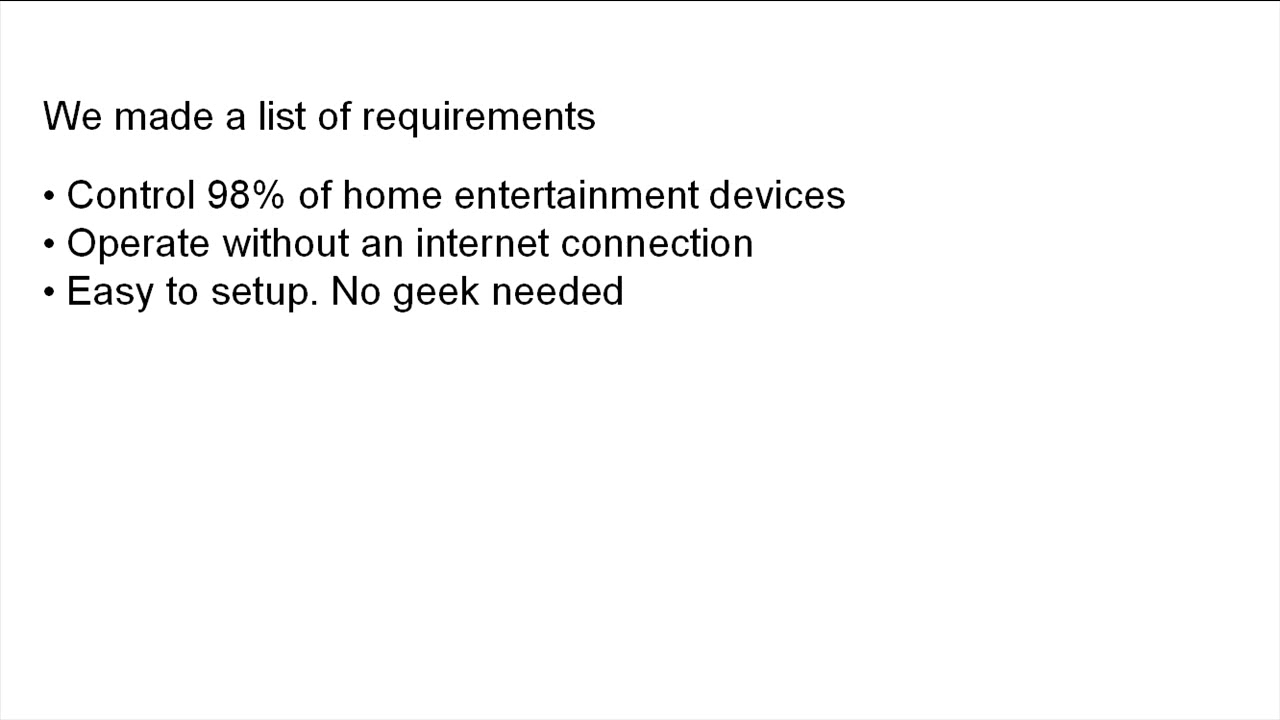 We made a list of requirements
• Control 98% of home entertainment devices
• Operate without an internet connection
• Easy to setup. No geek needed